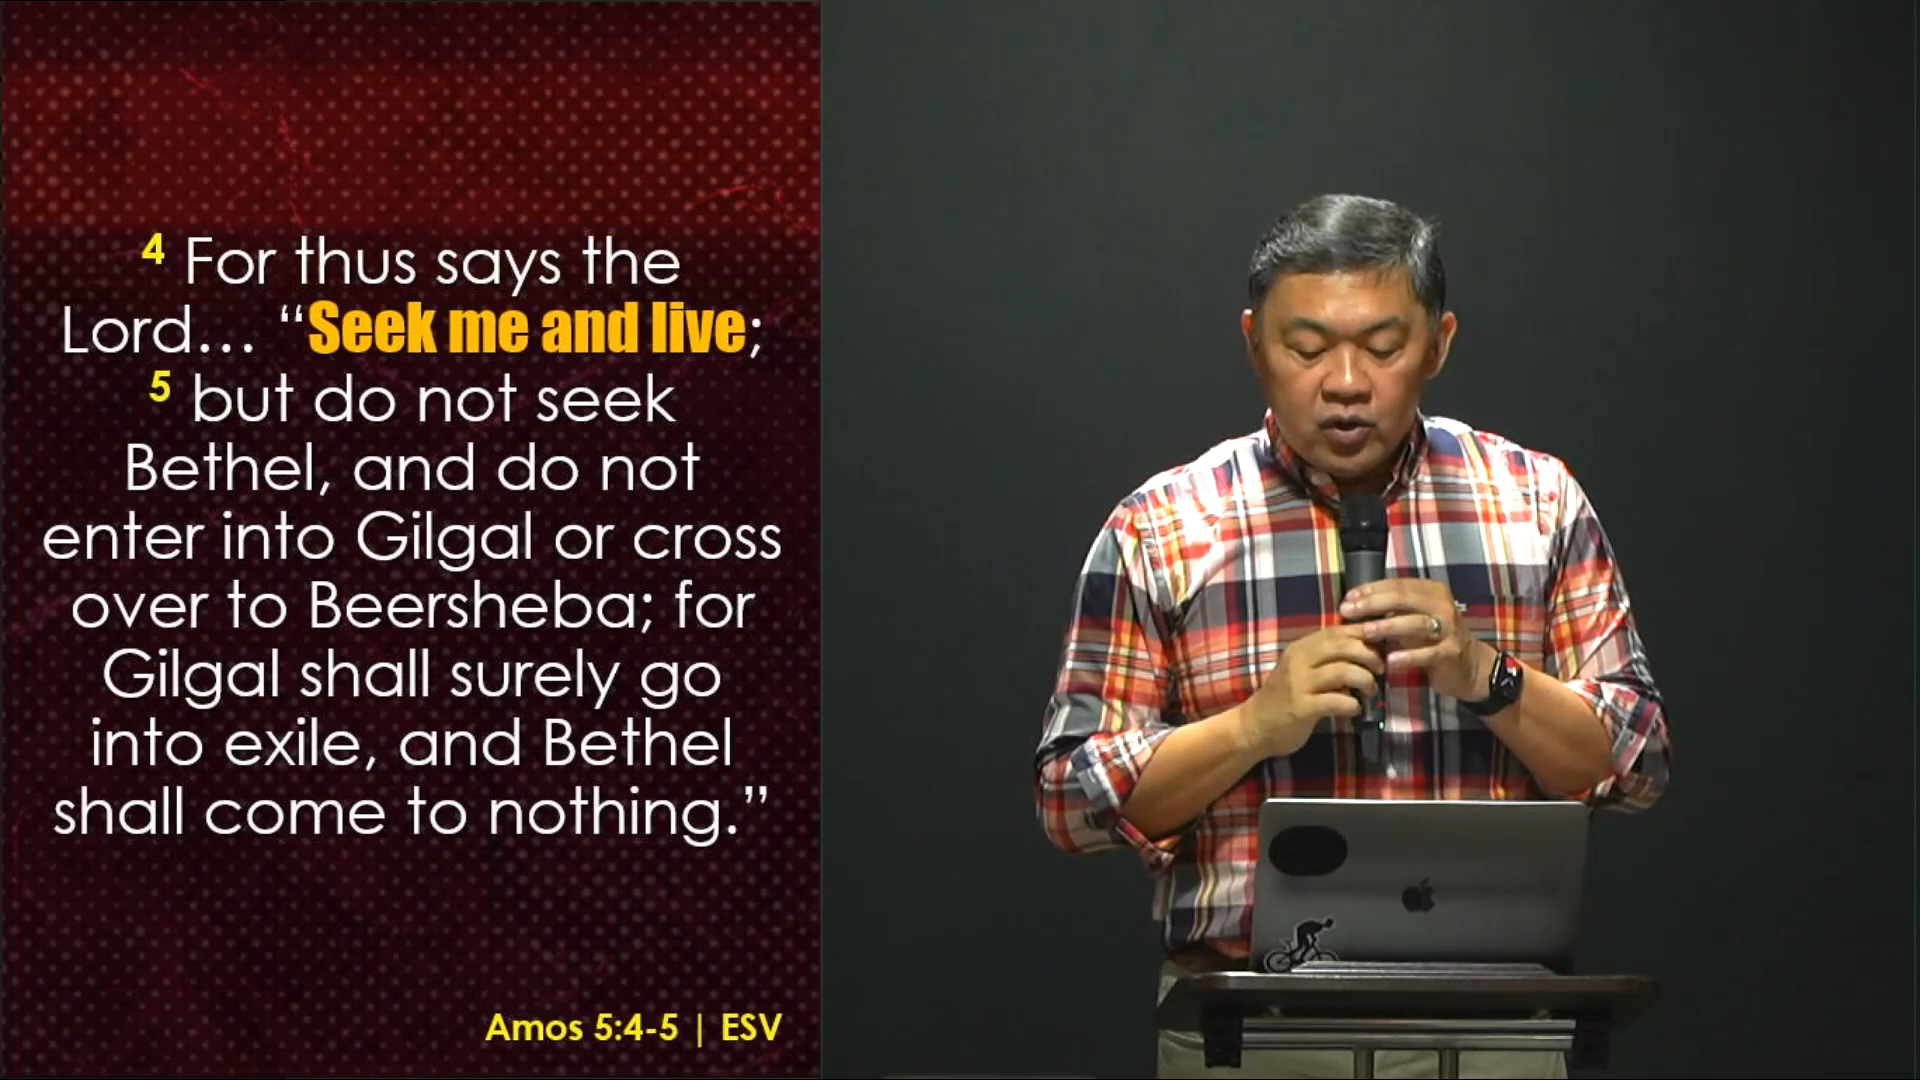 4 For thus says the
Lord… “Seek me and live;
5 but do not seek
Bethel, and do not
enter into Gilgal or cross
over to Beersheba; for
Gilgal shall surely go
into exile, and Bethel
shall come to nothing.”
Amos 5:4-5 | ESV